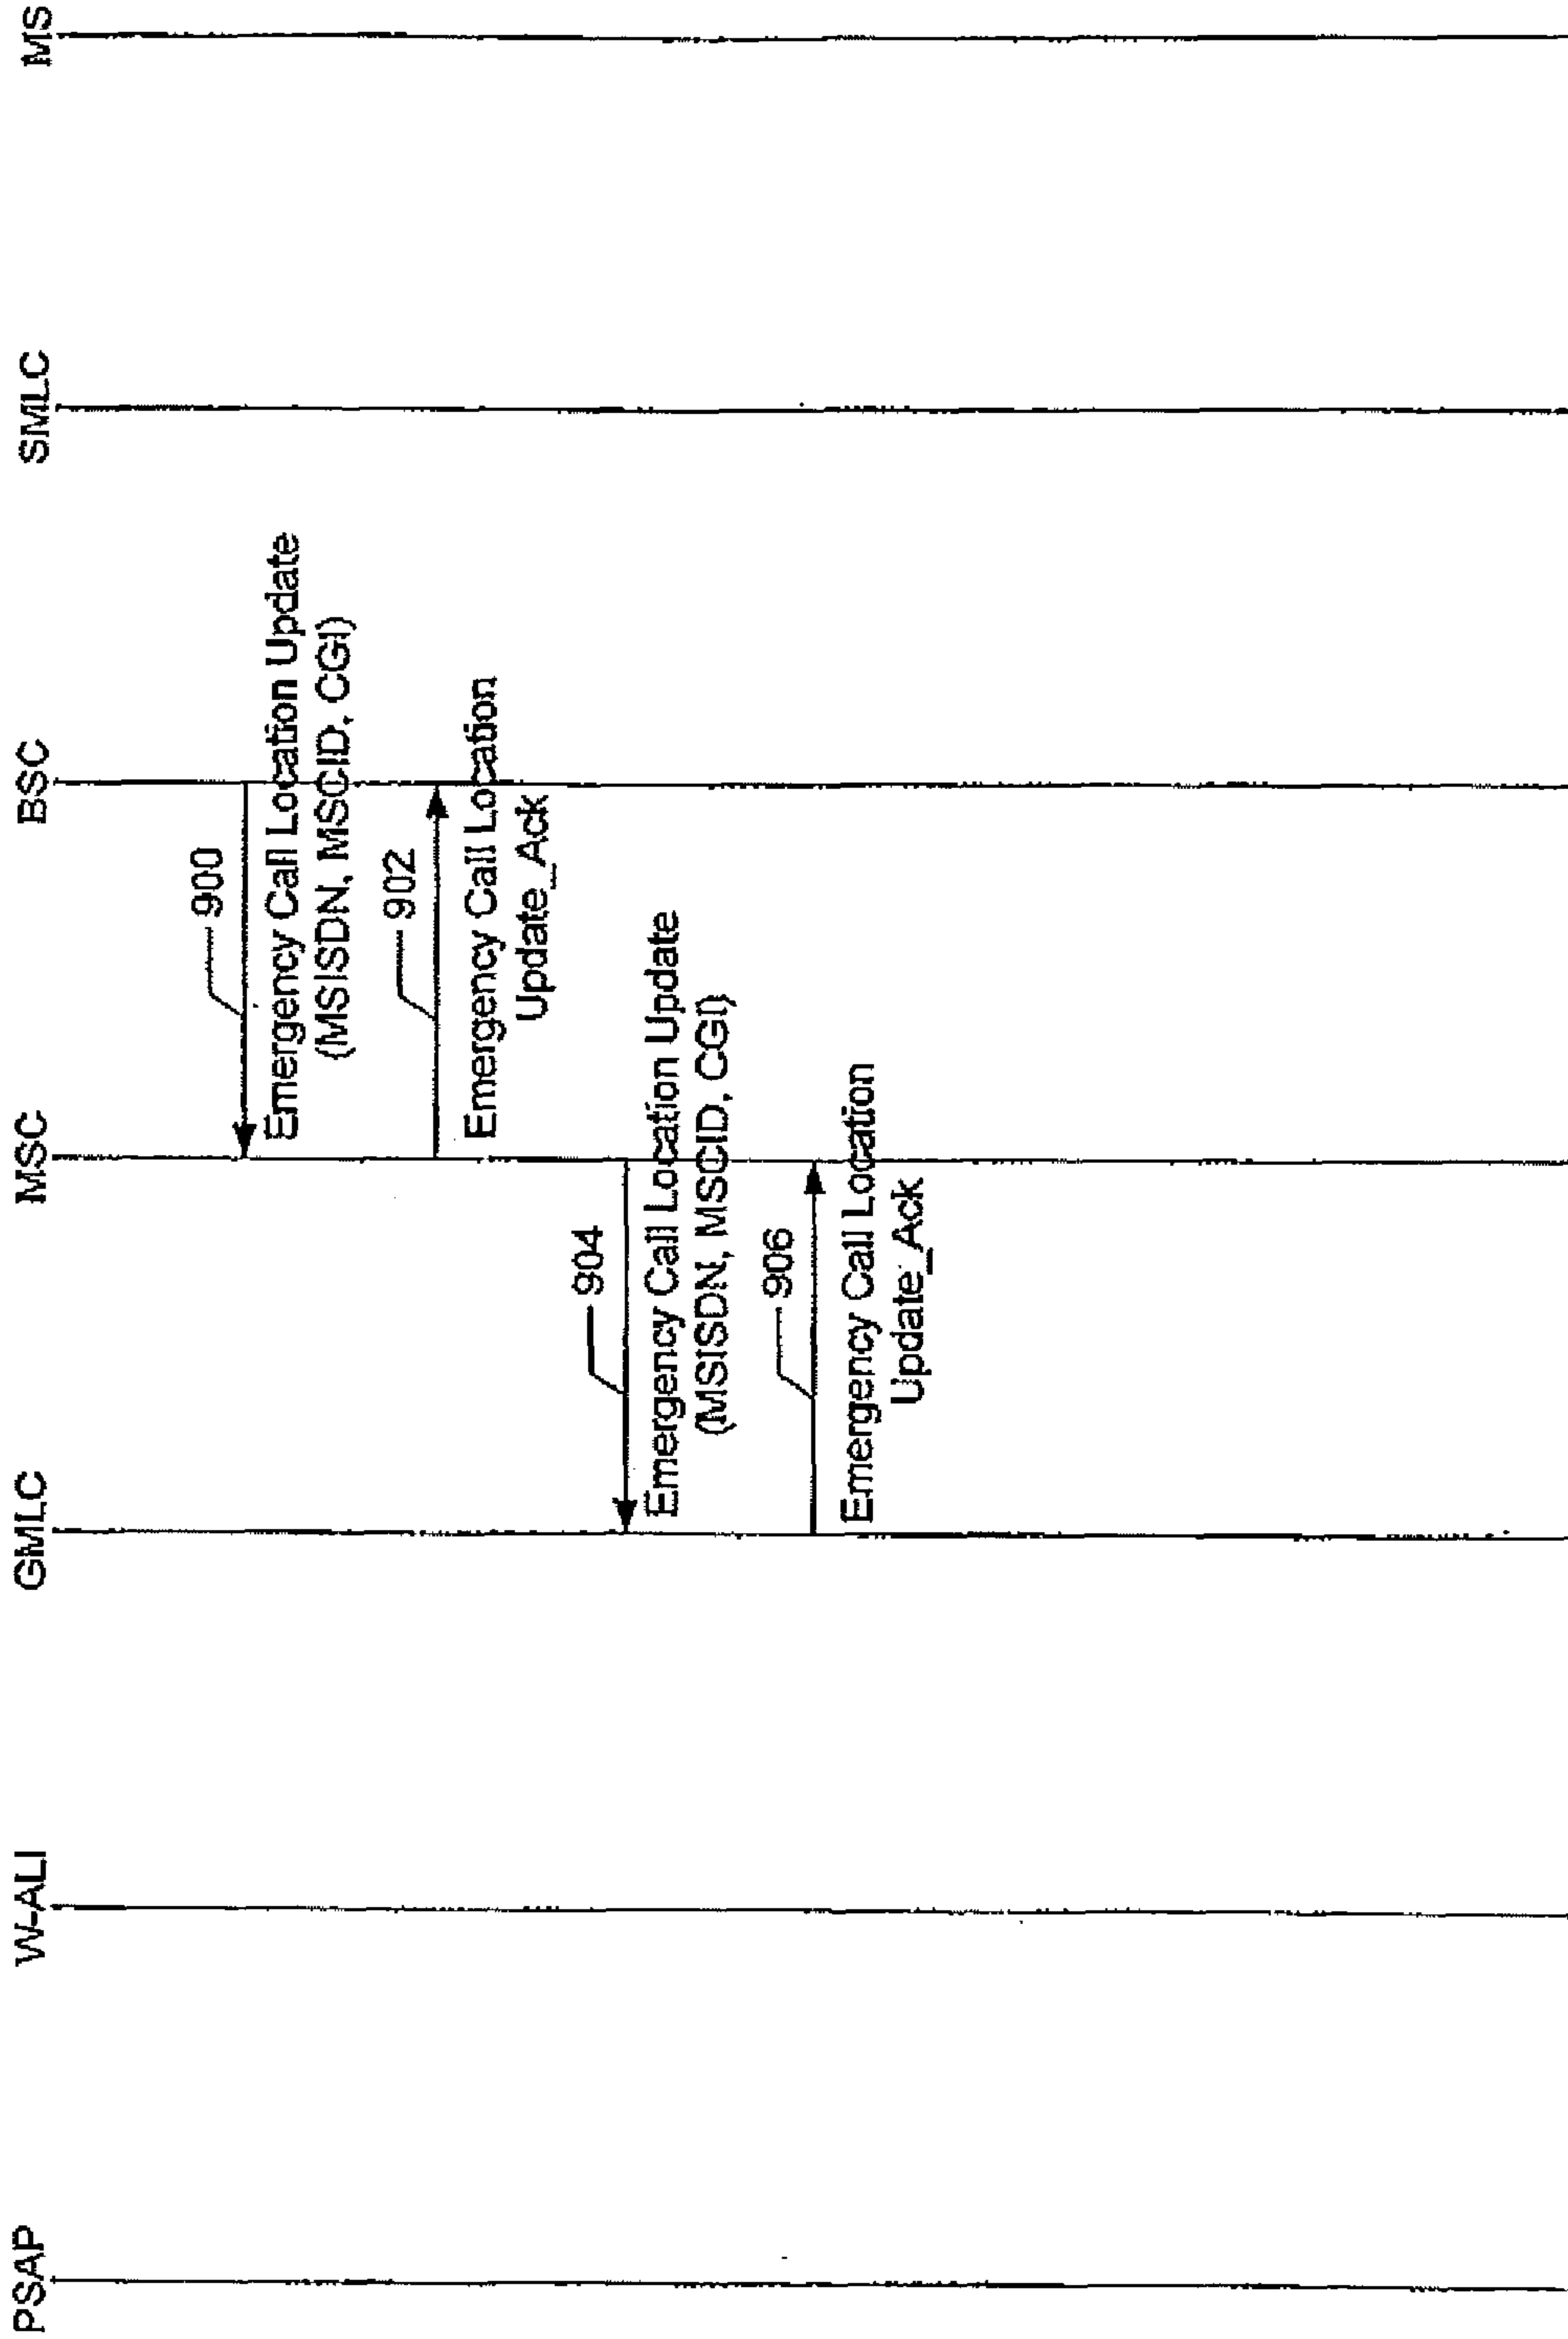 PSAP
W-ALI
GMLC
MSC
BSC
SMLC
MS
900
Emergency Call Location Update
(MSISDN, MSCID, CGI)
902
Emergency Call Location
Update_Ack
904
Emergency Call Location Update
(MSISDN, MSCID, CGI)
906
Emergency Call Location
Update_Ack